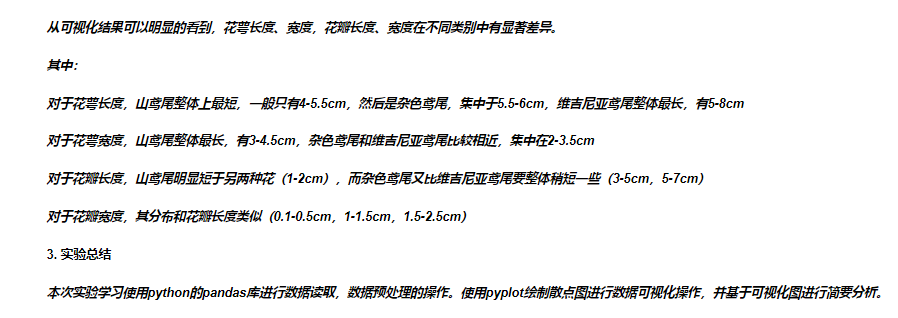 从可视化结果可以明显的看到，花萼长度、宽度，花瓣长度、宽度在不同类别中有显著差异。
其中：
对于花萼长度，山鸢尾整体上最短，一般只有4-5.5cm，然后是杂色鸢尾，集中于5.5-6cm，维吉尼亚鸢尾整体最长，有5-8cm
对于花萼宽度，山鸢尾整体最长，有3-4.5cm，杂色鸢尾和维吉尼亚鸢尾比较相近，集中在2-3.5cm
对于花瓣长度，山鸢尾明显短于另两种花（1-2cm），而杂色鸢尾又比维吉尼亚鸢尾要整体稍短一些（3-5cm，5-7cm）
对于花瓣宽度，其分布和花瓣长度类似（0.1-0.5cm，1-1.5cm，1.5-2.5cm）
3. 实验总结
本次实验学习使用python的pandas库进行数据读取，数据预处理的操作。使用pyplot绘制散点图进行数据可视化操作，并基于可视化图进行简要分析。